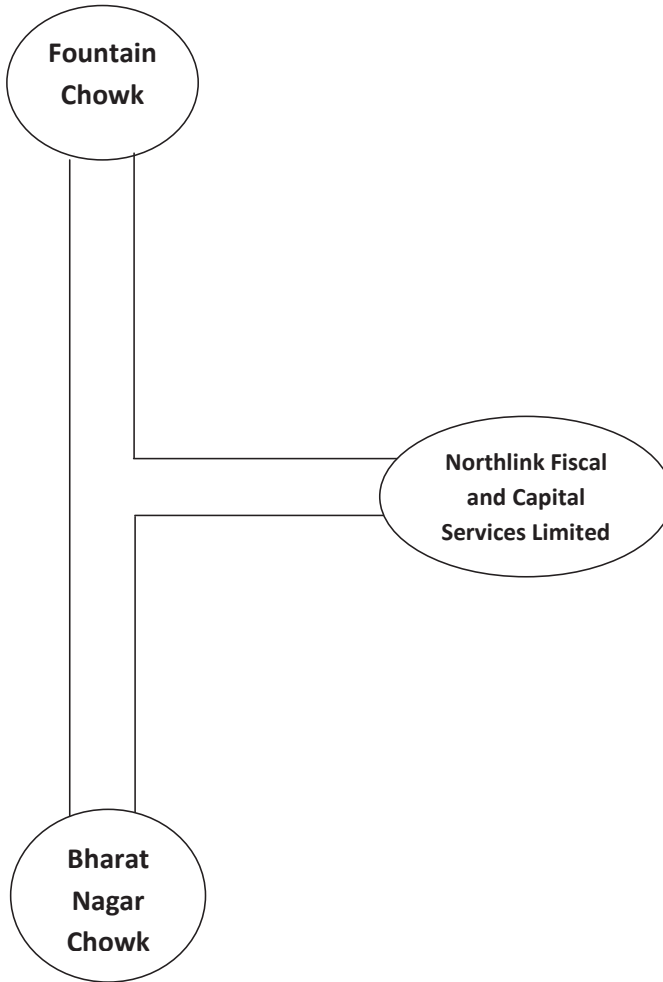 Fountain
Chowk
Northlink Fiscal
and Capital
Services Limited
Bharat
Nagar
Chowk